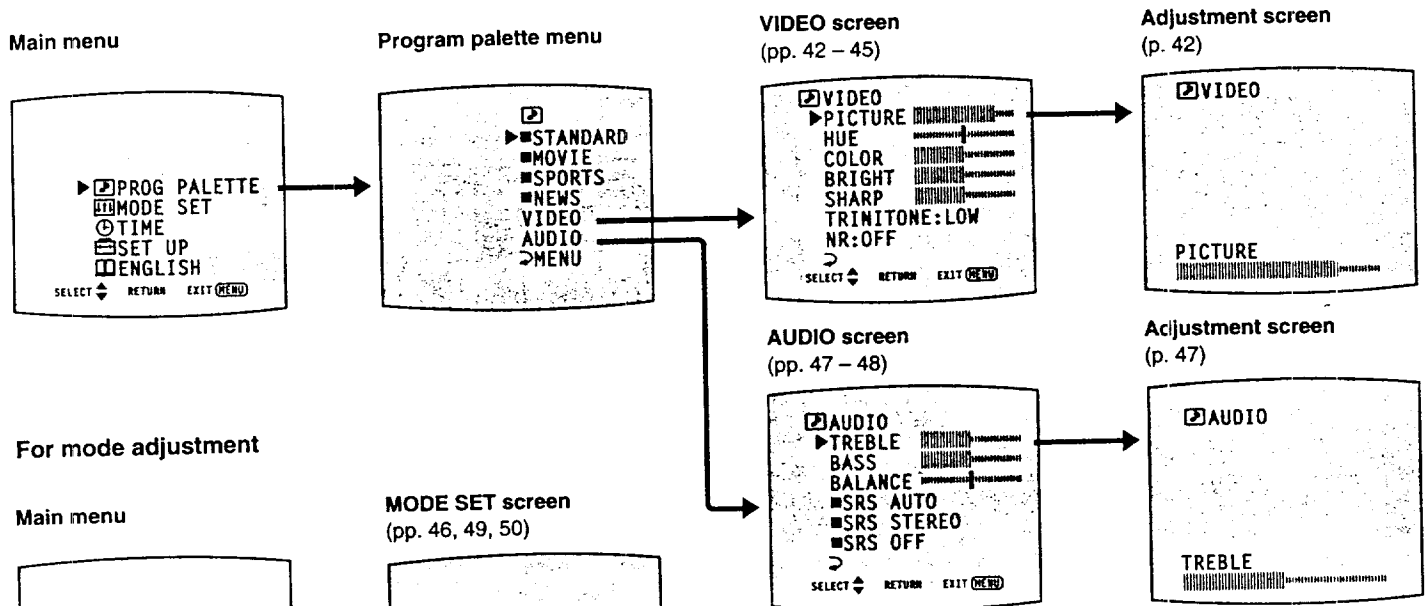 Main menu
PROG PALETTE
MODE SET
TIME
SET UP
ENGLISH
SELECT RETURN EXIT MENU
Program palette menu
STANDARD
MOVIE
SPORTS
NEWS
VIDEO
AUDIO
MENU
VIDEO screen
(pp. 42 – 45)
VIDEO
PICTURE
HUE
COLOR
BRIGHT
SHARP
TRINITONE:LOW
NR:OFF
SELECT RETURN EXIT MENU
Adjustment screen
(p. 42)
VIDEO
PICTURE
AUDIO screen
(pp. 47 – 48)
AUDIO
TREBLE
BASS
BALANCE
SRS AUTO
SRS STEREO
SRS OFF
SELECT RETURN EXIT MENU
Adjustment screen
(p. 47)
AUDIO
TREBLE
For mode adjustment
Main menu
MODE SET screen
(pp. 46, 49, 50)